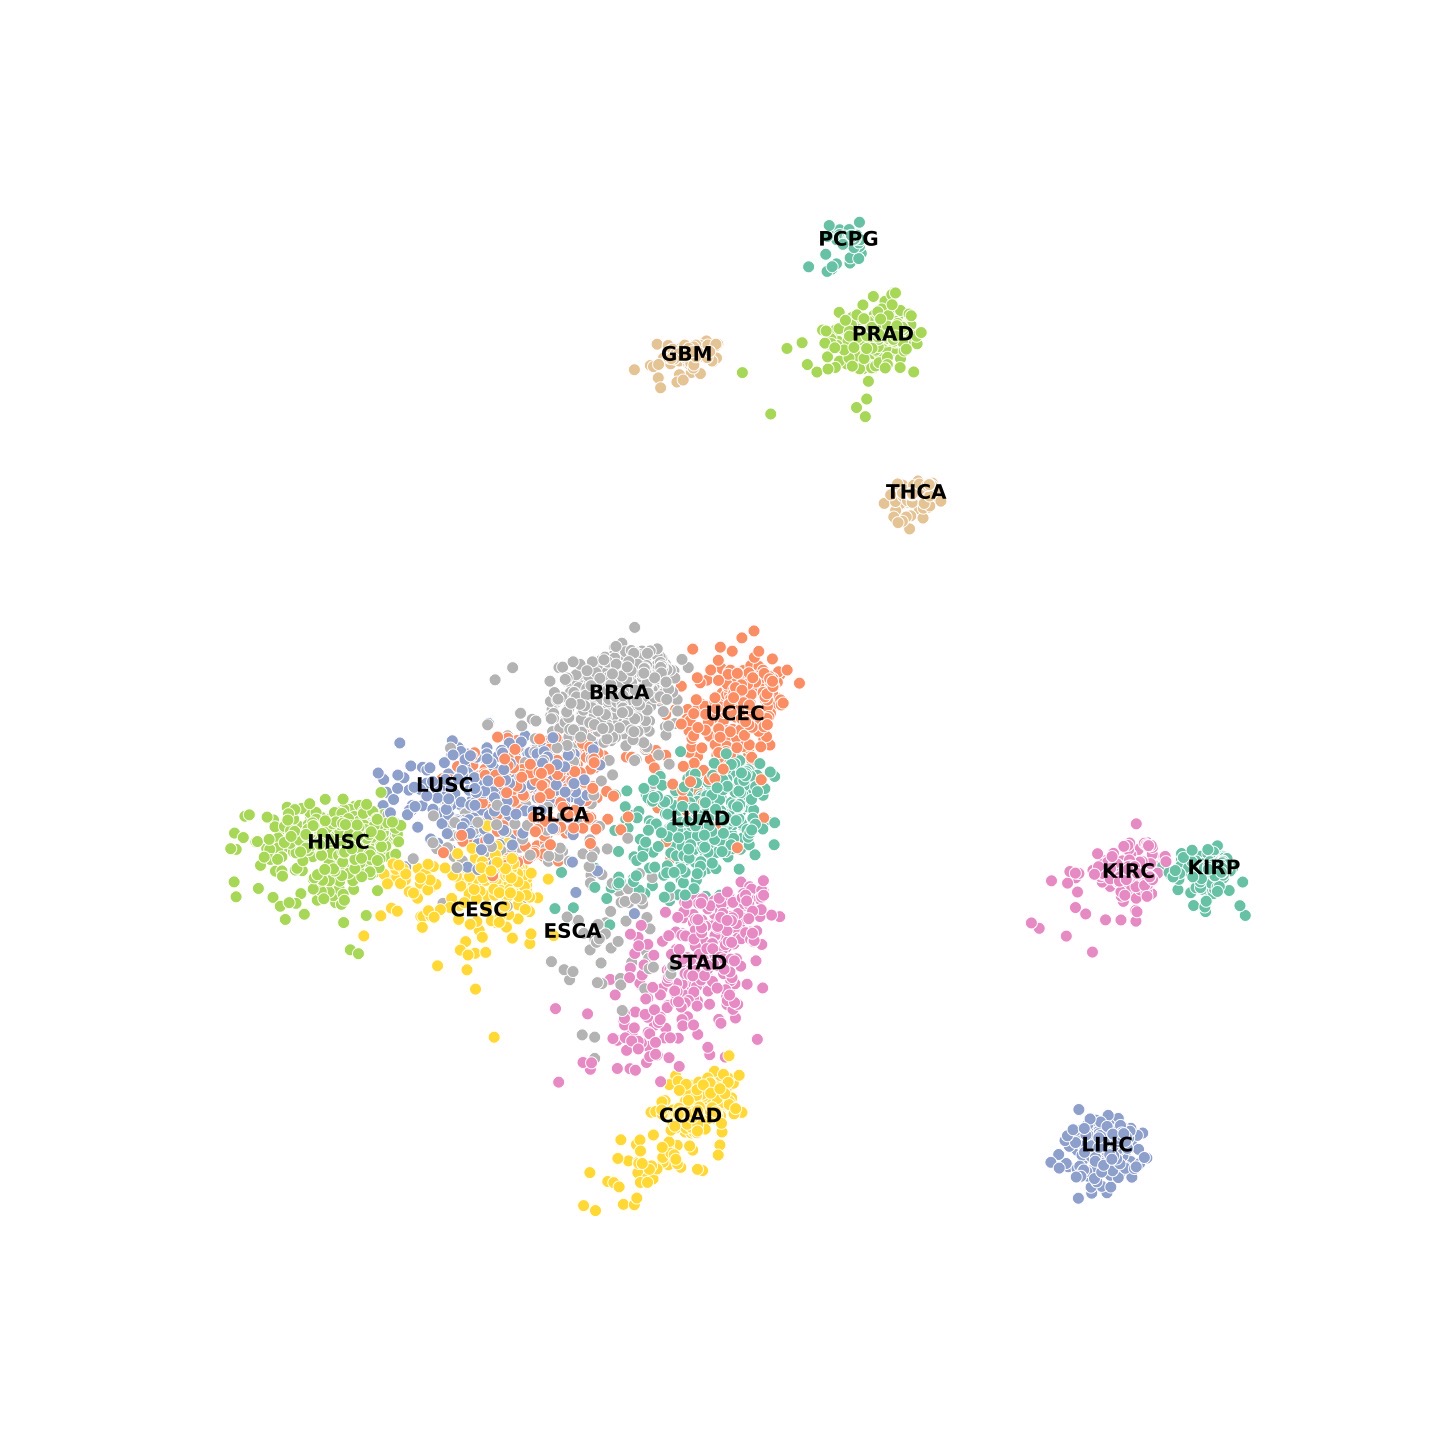 PCPG
PRAD
GBM
THCA
BRCA
UCEC
LUSC
BLCA
LUAD
HNSC
KIRC
KIRP
CESC
ESCA
STAD
COAD
LIHC